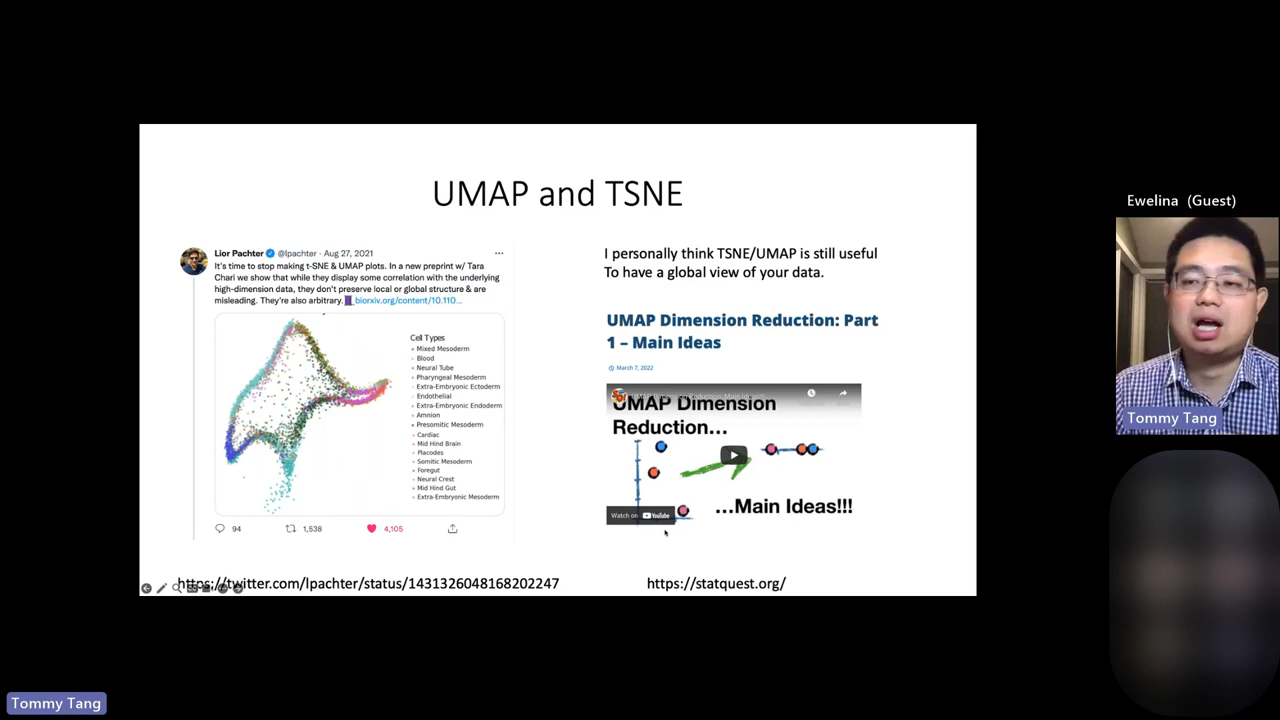 UMAP and TSNE
Lior Pachter @lpachter · Aug 27, 2021
It's time to stop making t-SNE & UMAP plots. In a new preprint w/ Tara
Chari we show that while they display some correlation with the underlying
high-dimension data, they don't preserve local or global structure & are
misleading. They're also arbitrary. biorxiv.org/content/10.110...
Cell Types
Mixed Mesoderm
Blood
Neural Tube
Pharyngeal Mesoderm
Extra-Embryonic Ectoderm
Endothelial
Extra-Embryonic Endoderm
Amnion
Presomitic Mesoderm
Cardiac
Mid Hind Brain
Placodes
Somitic Mesoderm
Foregut
Neural Crest
Mid Hind Gut
Extra-Embryonic Mesoderm
94
1,538
4,105
https://twitter.com/lpachter/status/1431326048168202247
I personally think TSNE/UMAP is still useful
To have a global view of your data.
UMAP Dimension Reduction: Part
1 – Main Ideas
March 7, 2022
UMAP Dimension
Reduction...
...Main Ideas!!!
Watch on YouTube
https://statquest.org/
Ewelina (Guest)
Tommy Tang
Tommy Tang